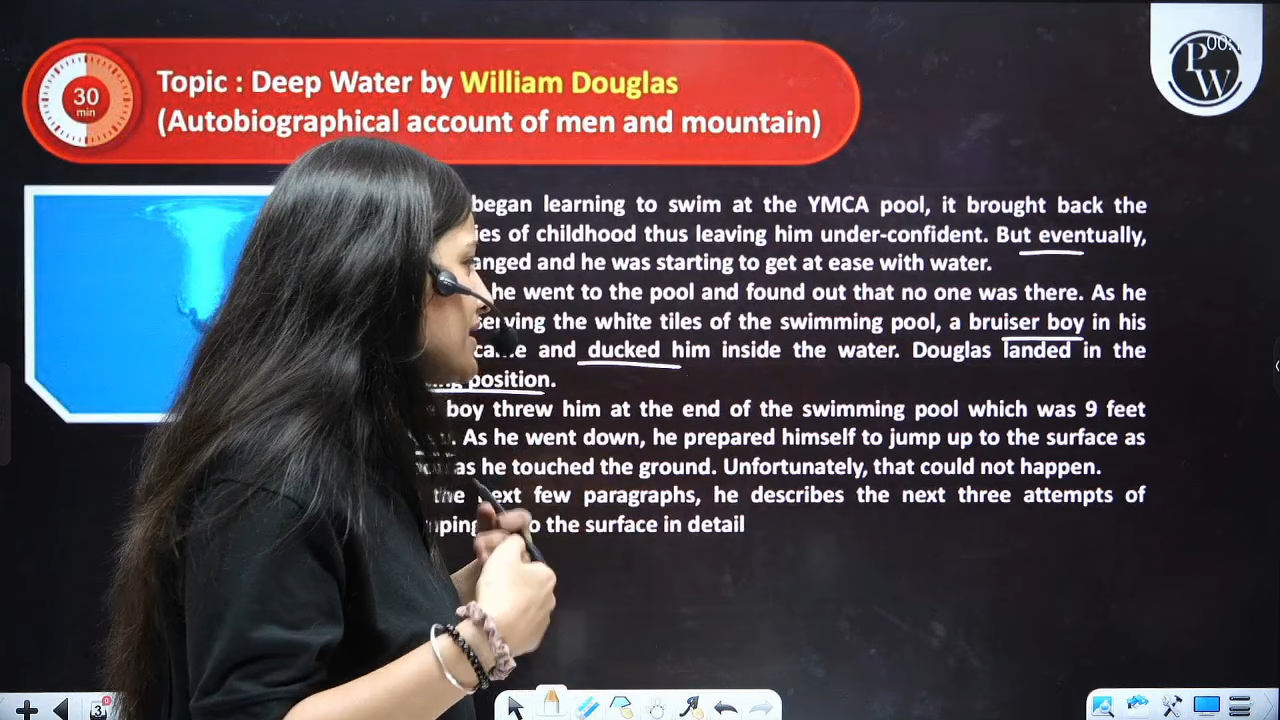 30
min
Topic : Deep Water by William Douglas
(Autobiographical account of men and mountain)
PW
began learning to swim at the YMCA pool, it brought back the
of childhood thus leaving him under-confident. But eventually,
and he was starting to get at ease with water.
he went to the pool and found out that no one was there. As he
the white tiles of the swimming pool, a bruiser boy in his
and ducked him inside the water. Douglas landed in the
position.
boy threw him at the end of the swimming pool which was 9 feet
As he went down, he prepared himself to jump up to the surface as
as he touched the ground. Unfortunately, that could not happen.
the next few paragraphs, he describes the next three attempts of
to the surface in detail
3